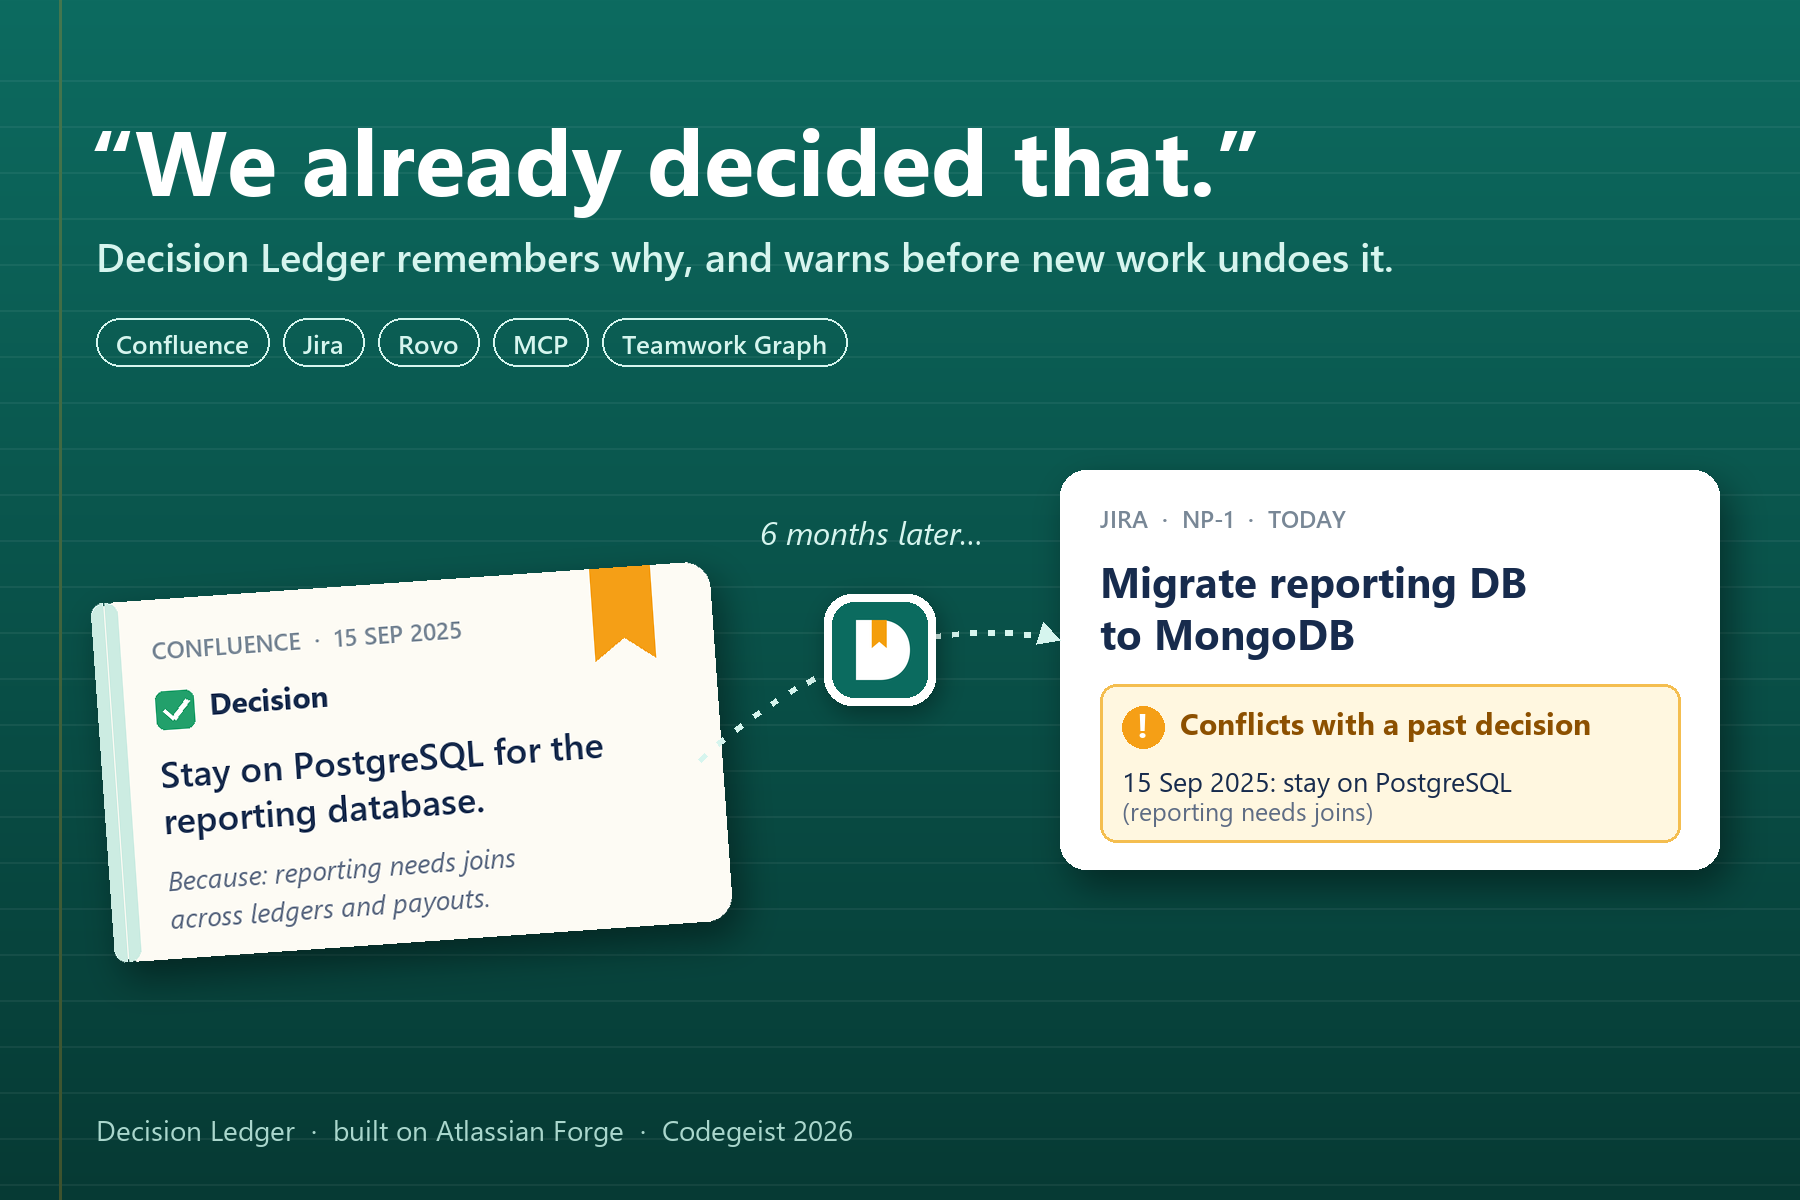 “We already decided that.”
Decision Ledger remembers why, and warns before new work undoes it.
Confluence
Jira
Rovo
MCP
Teamwork Graph
6 months later...
CONFLUENCE · 15 SEP 2025
Decision
Stay on PostgreSQL for the
reporting database.
Because: reporting needs joins
across ledgers and payouts.
D
JIRA · NP-1 · TODAY
Migrate reporting DB
to MongoDB
! Conflicts with a past decision
15 Sep 2025: stay on PostgreSQL
(reporting needs joins)
Decision Ledger · built on Atlassian Forge · Codegeist 2026